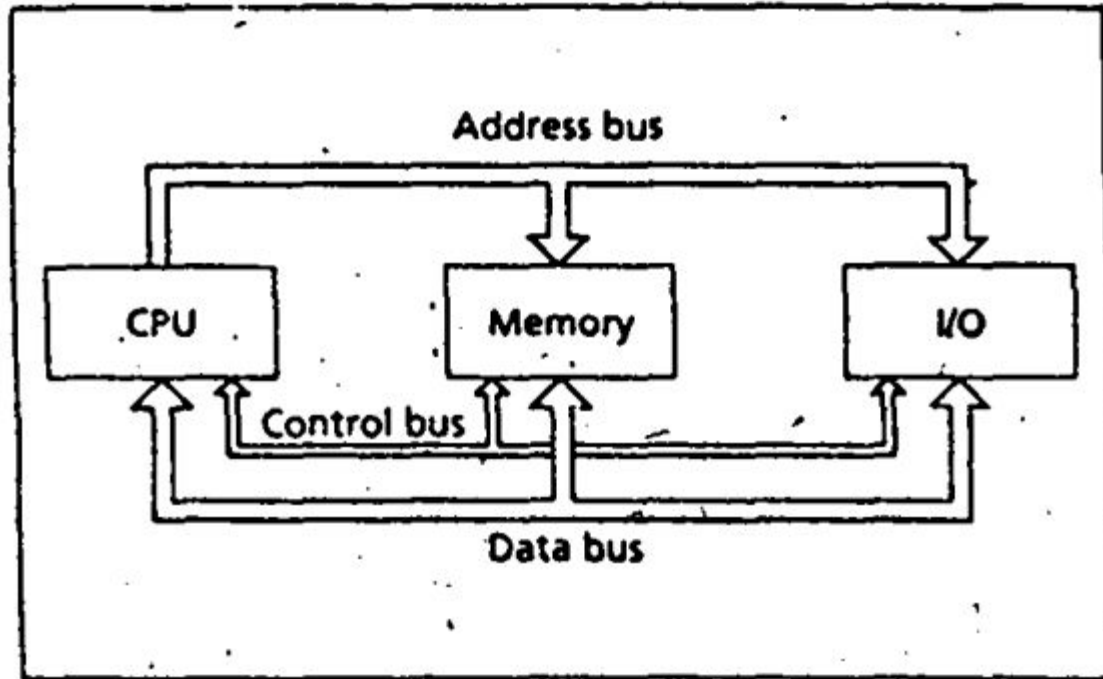 Address bus
CPU
Memory
I/O
Control bus
Data bus